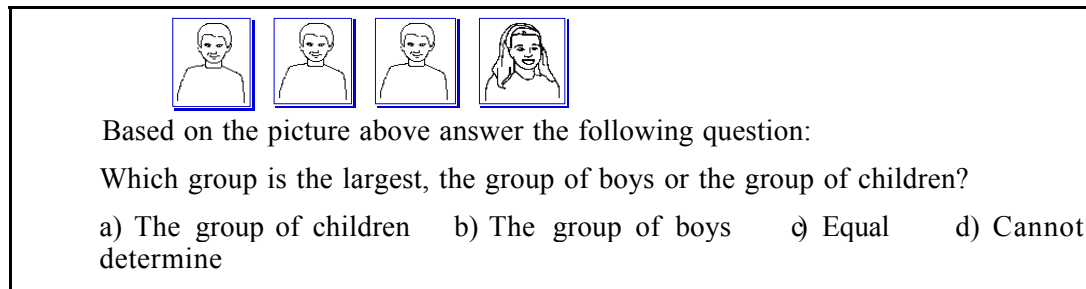 Based on the picture above answer the following question:
Which group is the largest, the group of boys or the group of children?
a) The group of children b) The group of boys c) Equal d) Cannot
determine